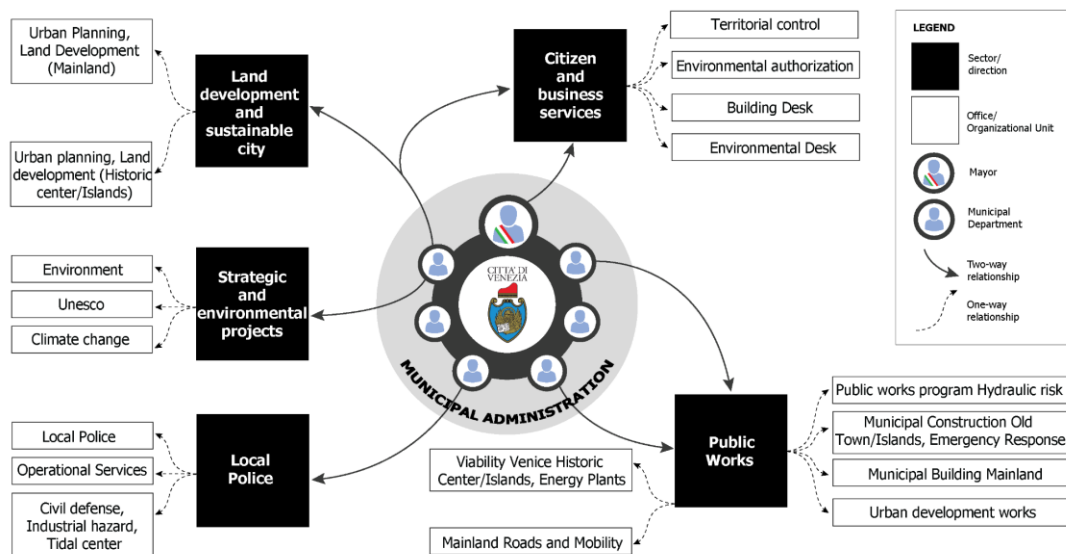 Urban Planning,
Land Development
(Mainland)
Urban planning, Land
development (Historic
center/Islands)
Land
development
and
sustainable
city
Citizen
and
business
services
Territorial control
Environmental authorization
Building Desk
Environmental Desk
LEGEND
Sector/
direction
Office/
Organizational Unit
Mayor
Municipal
Department
Two-way
relationship
One-way
relationship
Environment
Unesco
Climate change
Strategic
and
environmental
projects
CITTA' DI
VENEZIA
MUNICIPAL ADMINISTRATION
Local Police
Operational Services
Civil defense,
Industrial hazard,
Tidal center
Local
Police
Viability Venice Historic
Center/Islands, Energy Plants
Mainland Roads and Mobility
Public
Works
Public works program Hydraulic risk
Municipal Construction Old
Town/Islands, Emergency Response
Municipal Building Mainland
Urban development works